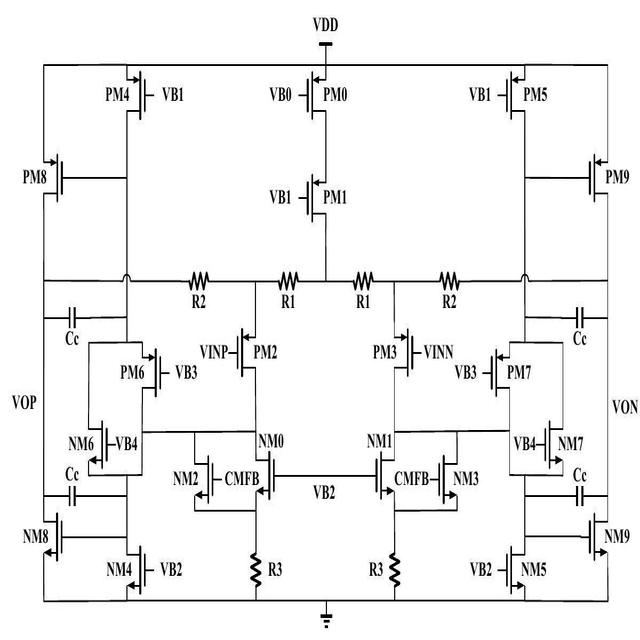 VDD
PM4 VB1 VB0 PM0 VB1 PM5
PM8 VB1 PM1 PM9
R2 R1 R1 R2
Cc Cc
VINP PM2 PM3 VINN
PM6 VB3 VB3 PM7
VOP VON
NM6 VB4 NM0 NM1 VB4 NM7
Cc NM2 CMFB CMFB NM3 Cc
VB2
NM8 NM9
NM4 VB2 R3 R3 VB2 NM5